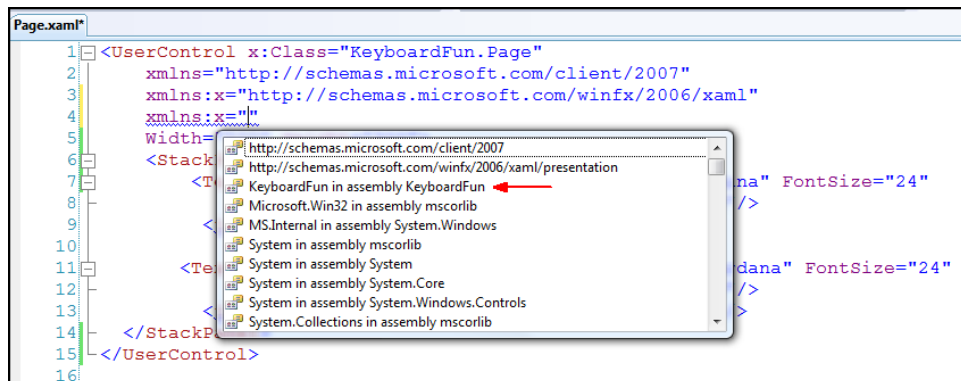 Page.xaml*
1 <UserControl x:Class="KeyboardFun.Page"
2 xmlns="http://schemas.microsoft.com/client/2007"
3 xmlns:x="http://schemas.microsoft.com/winfx/2006/xaml"
4 xmlns:x=""
5 Width=
6 <Stack
7 <Te na" FontSize="24"
8 />
9 <
10
11 <Te dana" FontSize="24"
12 />
13 < >
14 </StackP
15 </UserControl>
16
http://schemas.microsoft.com/client/2007
http://schemas.microsoft.com/winfx/2006/xaml/presentation
KeyboardFun in assembly KeyboardFun
Microsoft.Win32 in assembly mscorlib
MS.Internal in assembly System.Windows
System in assembly mscorlib
System in assembly System
System in assembly System.Core
System in assembly System.Windows.Controls
System.Collections in assembly mscorlib